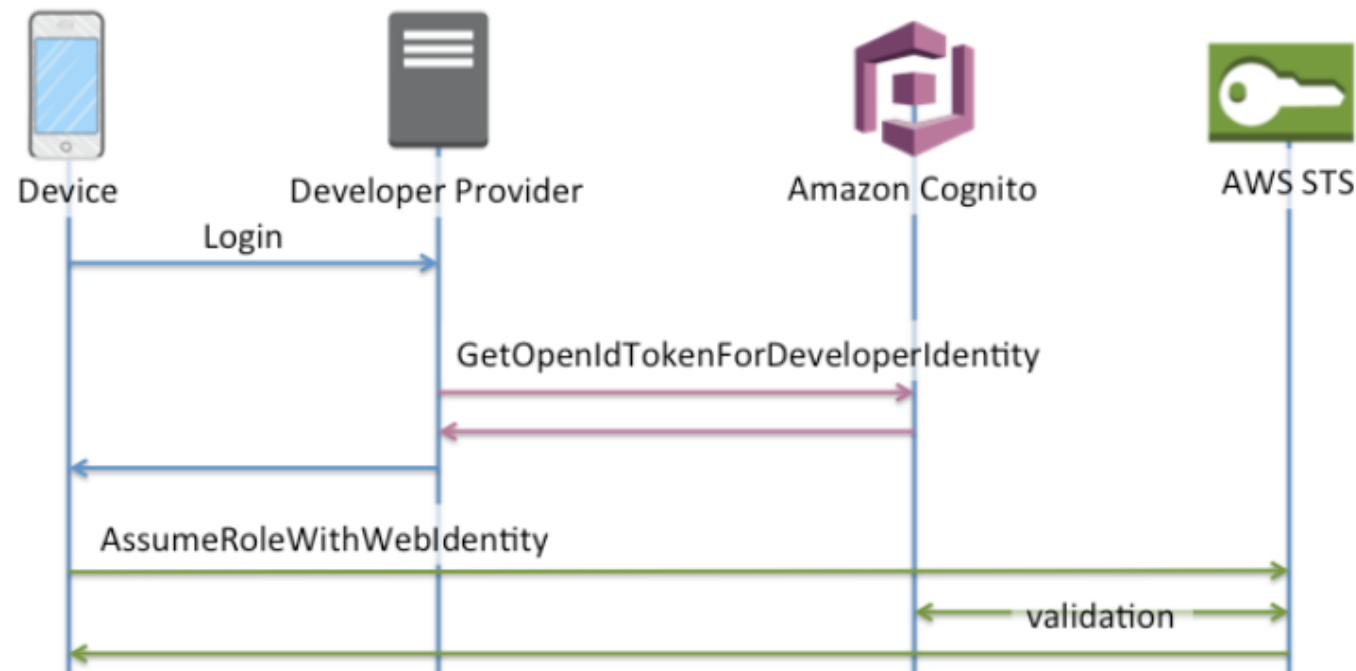 Device
Developer Provider
Amazon Cognito
AWS STS
Login
GetOpenIdTokenForDeveloperIdentity
AssumeRoleWithWebIdentity
validation